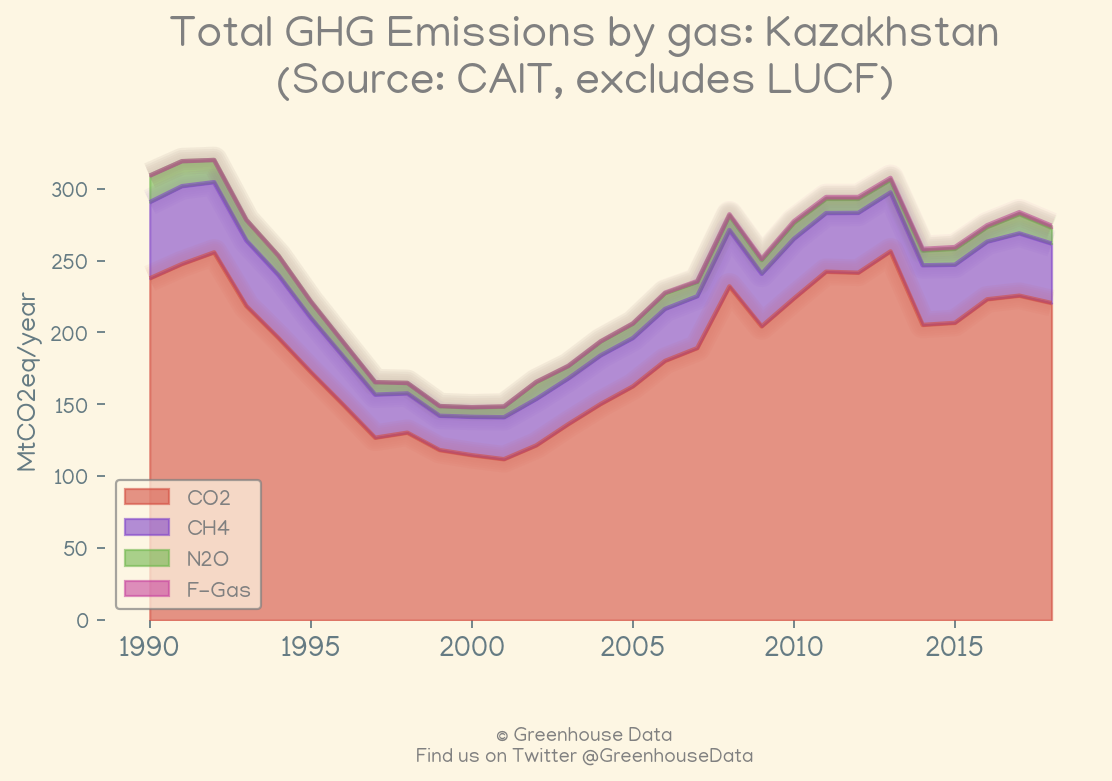 Total GHG Emissions by gas: Kazakhstan
(Source: CAIT, excludes LUCF)
MtCO2eq/year
300
250
200
150
100
50
0
CO2
CH4
N2O
F-Gas
1990 1995 2000 2005 2010 2015
© Greenhouse Data
Find us on Twitter @GreenhouseData